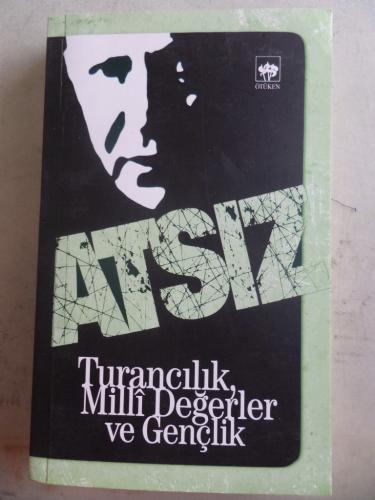 ÖTÜKEN
ATSIZ
Turancılık,
Millî Değerler
ve Gençlik